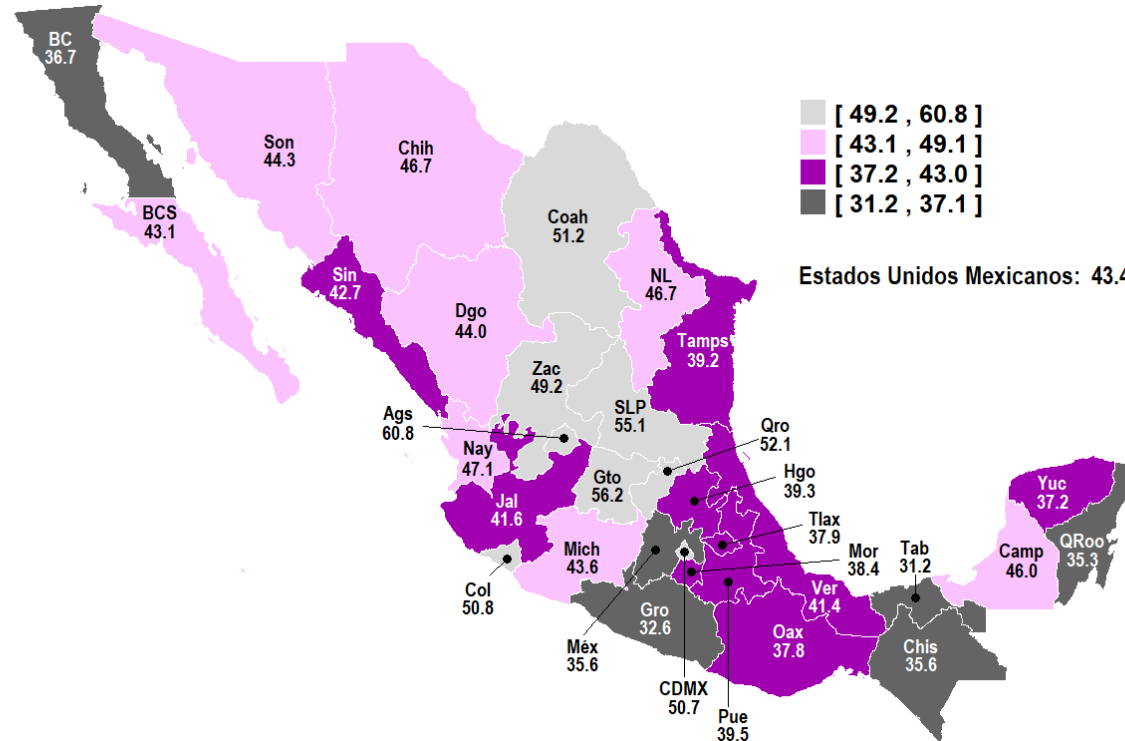 BC
36.7
[ 49.2 , 60.8 ]
[ 43.1 , 49.1 ]
[ 37.2 , 43.0 ]
[ 31.2 , 37.1 ]
Estados Unidos Mexicanos: 43.4
Son
44.3
Chih
46.7
BCS
43.1
Coah
51.2
Sin
42.7
NL
46.7
Dgo
44.0
Tamps
39.2
Zac
49.2
SLP
55.1
Ags
60.8
Qro
52.1
Nay
47.1
Gto
56.2
Hgo
39.3
Yuc
37.2
Jal
41.6
Tlax
37.9
QRoo
35.3
Mich
43.6
Mor
38.4
Tab
31.2
Camp
46.0
Col
50.8
Ver
41.4
Gro
32.6
Oax
37.8
Chis
35.6
Méx
35.6
CDMX
50.7
Pue
39.5